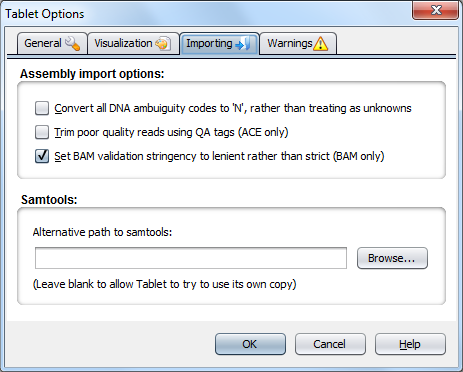 Tablet Options
General
Visualization
Importing
Warnings
Assembly import options:
Convert all DNA ambuiguity codes to 'N', rather than treating as unknowns
Trim poor quality reads using QA tags (ACE only)
Set BAM validation stringency to lenient rather than strict (BAM only)
Samtools:
Alternative path to samtools:
Browse...
(Leave blank to allow Tablet to try to use its own copy)
OK
Cancel
Help